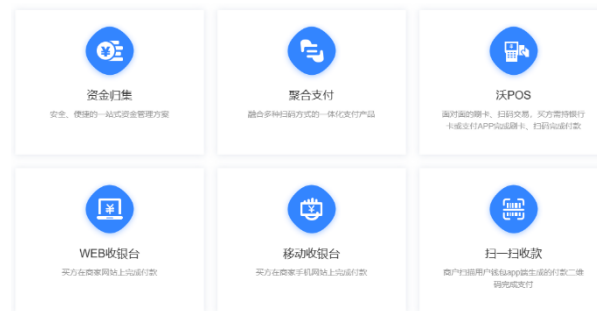 资金归集
聚合支付
沃POS
安全、便捷的一站式资金管理方案
融合多种扫码方式的一体化支付产品
面对面的刷卡、扫码交易，买方需持银行
卡或支付APP完成刷卡、扫码完成付款
WEB收银台
移动收银台
扫一扫收款
买方在商家网站上完成付款
买方在商家手机网站上完成付款
商户扫描用户钱包app端生成的付款二维
码完成支付